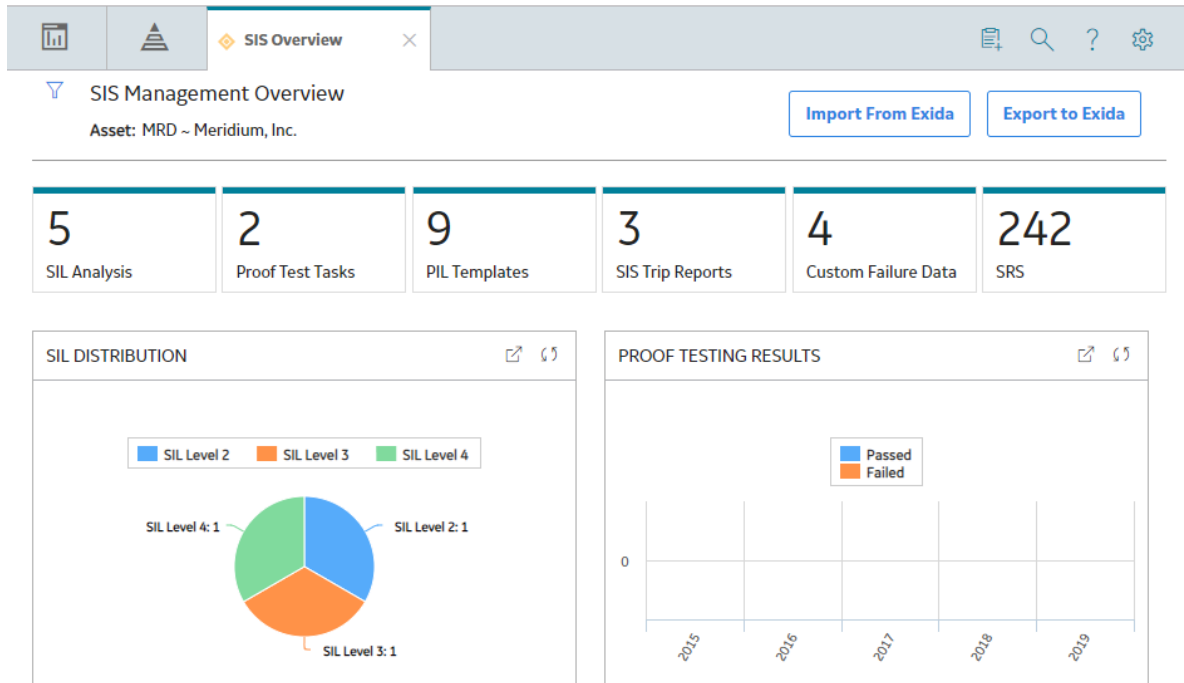 SIS Overview
SIS Management Overview
Asset: MRD ~ Meridium, Inc.
Import From Exida
Export to Exida
5
SIL Analysis
2
Proof Test Tasks
9
PIL Templates
3
SIS Trip Reports
4
Custom Failure Data
242
SRS
SIL DISTRIBUTION
SIL Level 2
SIL Level 3
SIL Level 4
SIL Level 4: 1
SIL Level 2: 1
SIL Level 3: 1
PROOF TESTING RESULTS
Passed
Failed
0
2015
2016
2017
2018
2019